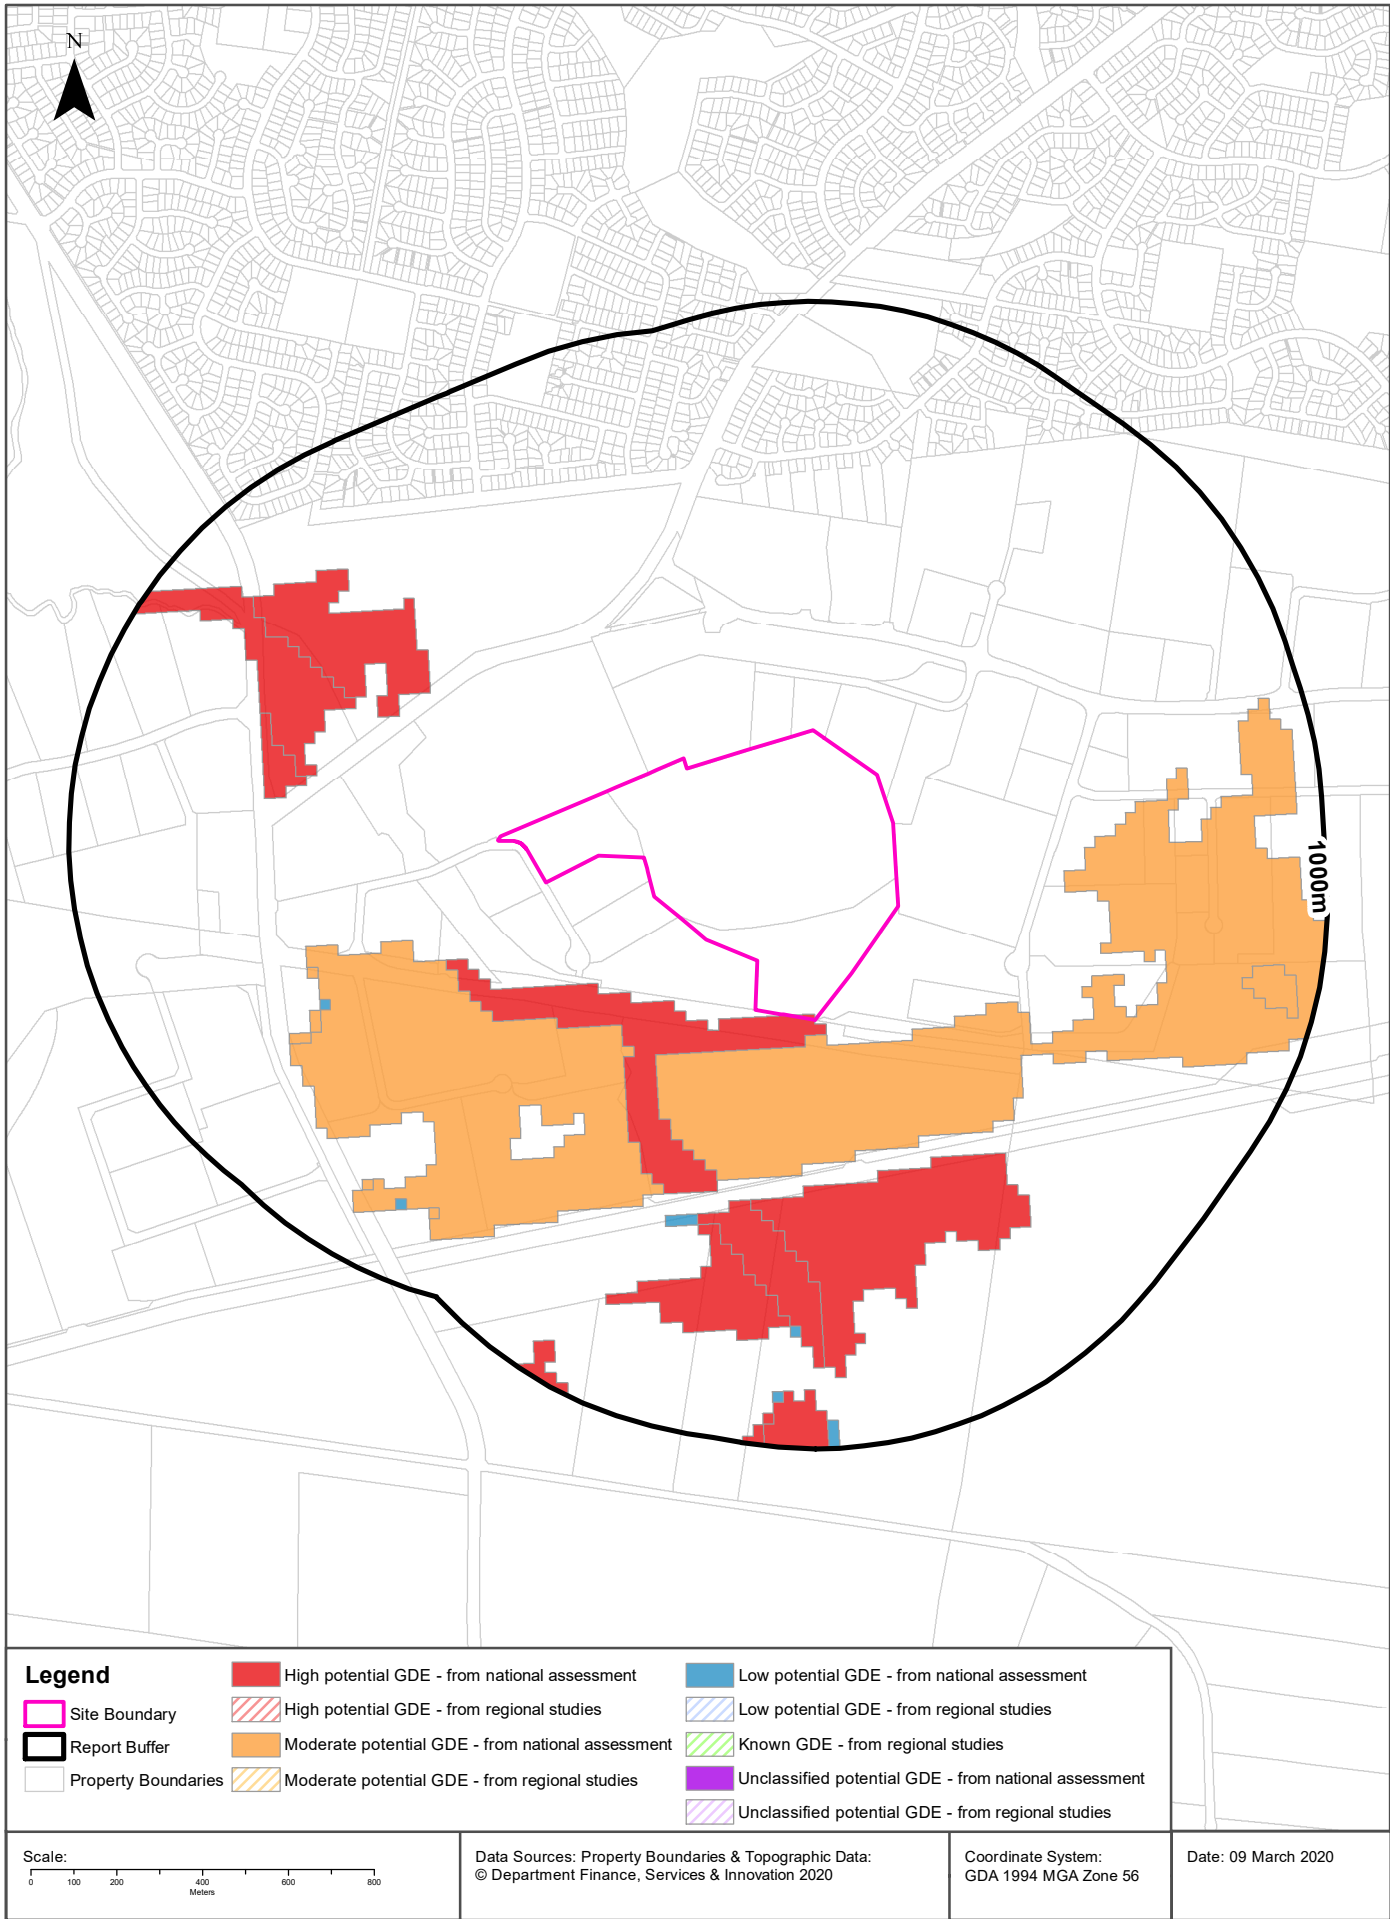 N
1000m
Legend
Site Boundary
Report Buffer
Property Boundaries
High potential GDE - from national assessment
High potential GDE - from regional studies
Moderate potential GDE - from national assessment
Moderate potential GDE - from regional studies
Low potential GDE - from national assessment
Low potential GDE - from regional studies
Known GDE - from regional studies
Unclassified potential GDE - from national assessment
Unclassified potential GDE - from regional studies
Scale:
0 100 200 400 600 800
Meters
Data Sources: Property Boundaries & Topographic Data:
© Department Finance, Services & Innovation 2020
Coordinate System:
GDA 1994 MGA Zone 56
Date: 09 March 2020